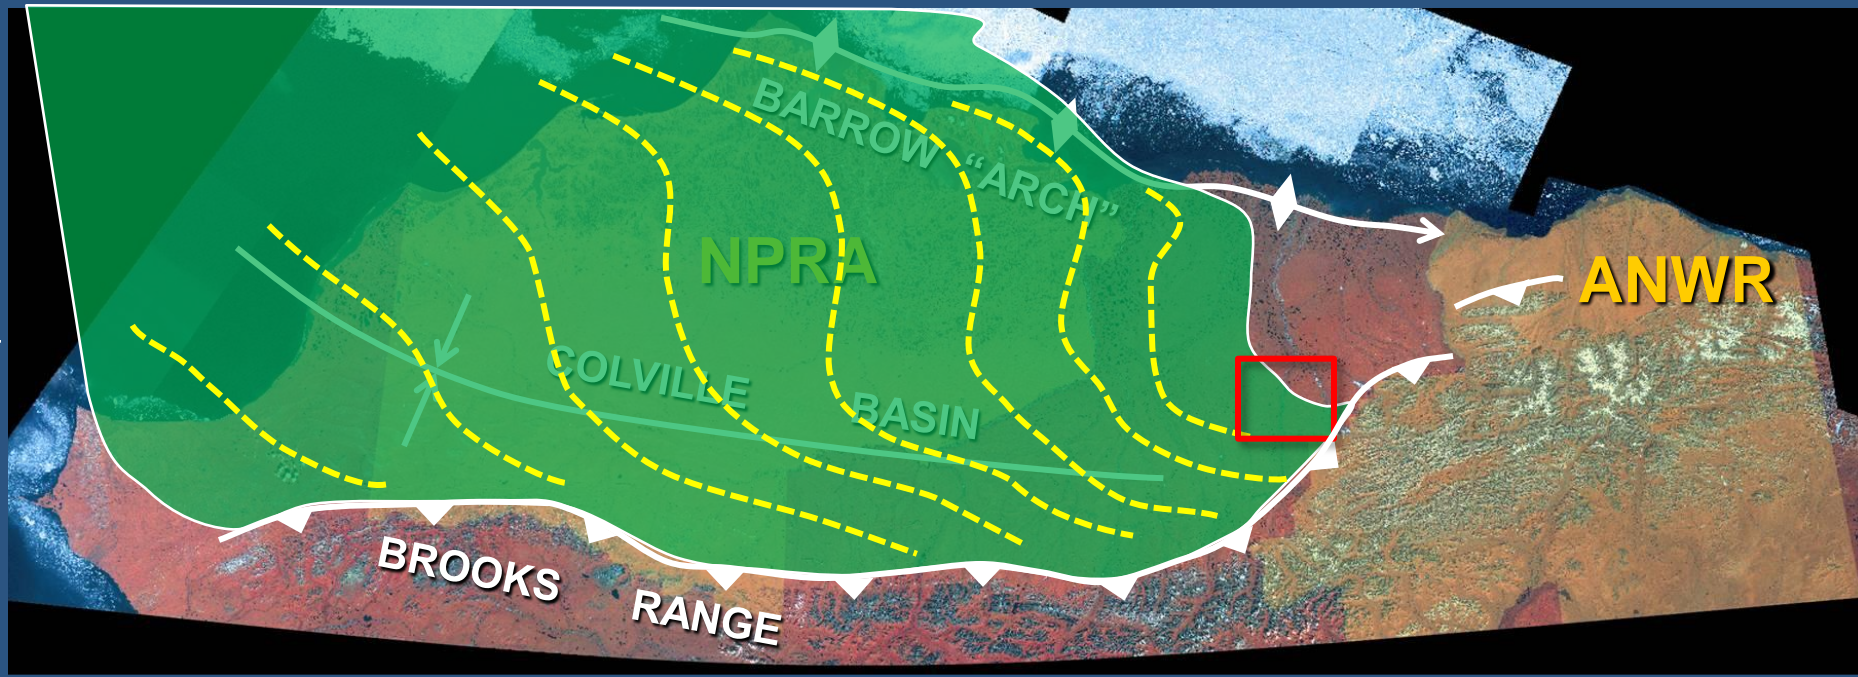 BARROW "ARCH"
NPRA
ANWR
COLVILLE BASIN
BROOKS RANGE